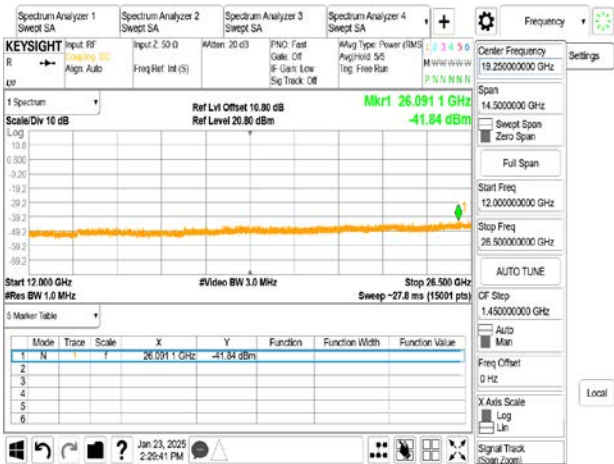 Spectrum Analyzer 1
Swept SA
Spectrum Analyzer 2
Swept SA
Spectrum Analyzer 3
Swept SA
Spectrum Analyzer 4
Swept SA
+
Frequency
KEYSIGHT
R
Input: RF
Coupling: DC
Align: Auto
Input Z: 50 Ω
Freq Ref: Int (S)
#Atten: 20 dB
PNO: Fast
Gate: Off
IF Gain: Low
Sig Track: Off
#Avg Type: Power (RMS
Avg|Hold: 5/5
Trig: Free Run
1 2 3 4 5 6
M W W W W W
P N N N N N
1 Spectrum
Scale/Div 10 dB
Ref Lvl Offset 10.80 dB
Ref Level 20.80 dBm
Mkr1 26.091 1 GHz
-41.84 dBm
Log
10.8
0.800
-9.20
-19.2
-29.2
-39.2
-49.2
-59.2
-69.2
1
Start 12.000 GHz
#Video BW 3.0 MHz
Stop 26.500 GHz
#Res BW 1.0 MHz
Sweep ~27.8 ms (15001 pts)
5 Marker Table
Mode Trace Scale X Y Function Function Width Function Value
1 N 1 f 26.091 1 GHz -41.84 dBm
2
3
4
5
6
Jan 23, 2025
2:29:41 PM
Center Frequency
19.250000000 GHz
Span
14.5000000 GHz
Swept Span
Zero Span
Full Span
Start Freq
12.000000000 GHz
Stop Freq
26.500000000 GHz
AUTO TUNE
CF Step
1.450000000 GHz
Auto
Man
Freq Offset
0 Hz
X Axis Scale
Log
Lin
Signal Track
(Span Zoom)
Settings
Local